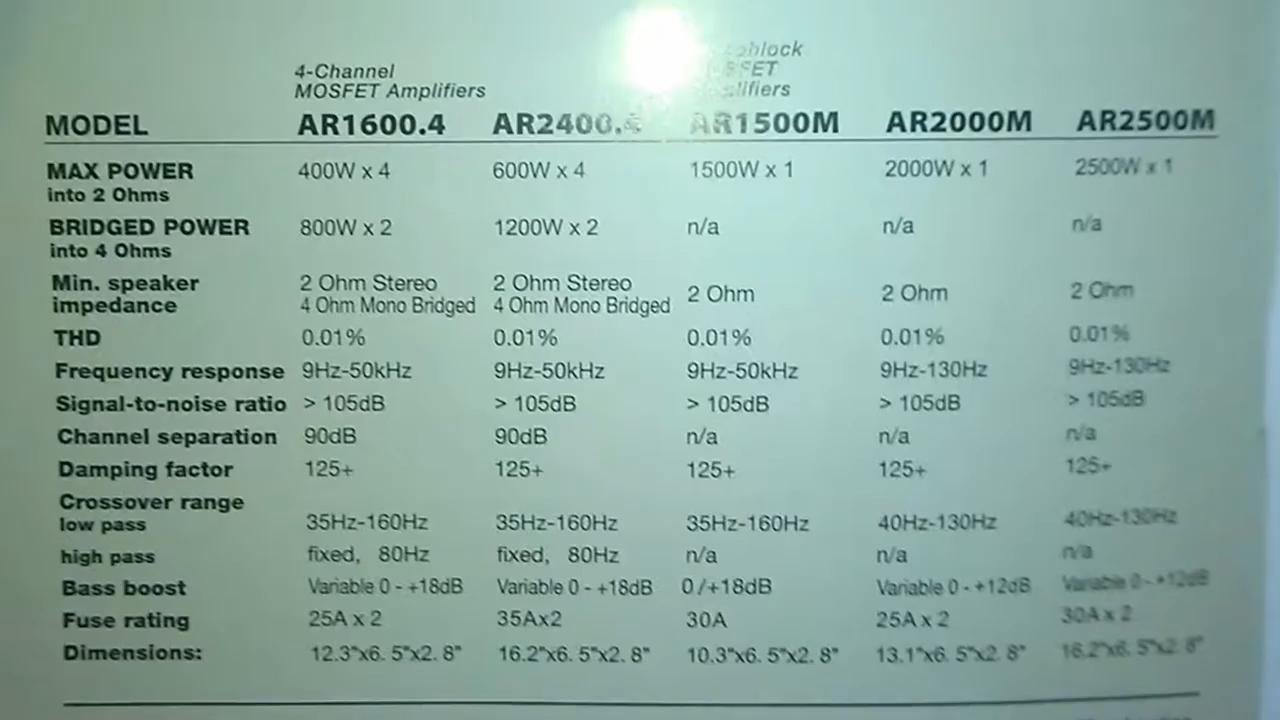 4-Channel
MOSFET Amplifiers
MODEL AR1600.4 AR2400.4 AR1500M AR2000M AR2500M
MAX POWER 400W x 4 600W x 4 1500W x 1 2000W x 1 2500W x 1
into 2 Ohms
BRIDGED POWER 800W x 2 1200W x 2 n/a n/a n/a
into 4 Ohms
Min. speaker 2 Ohm Stereo 2 Ohm Stereo
impedance 4 Ohm Mono Bridged 4 Ohm Mono Bridged 2 Ohm 2 Ohm 2 Ohm
THD 0.01% 0.01% 0.01% 0.01% 0.01%
Frequency response 9Hz-50kHz 9Hz-50kHz 9Hz-50kHz 9Hz-130Hz 9Hz-130Hz
Signal-to-noise ratio > 105dB > 105dB > 105dB > 105dB > 105dB
Channel separation 90dB 90dB n/a n/a n/a
Damping factor 125+ 125+ 125+ 125+ 125+
Crossover range
low pass 35Hz-160Hz 35Hz-160Hz 35Hz-160Hz 40Hz-130Hz 40Hz-130Hz
high pass fixed, 80Hz fixed, 80Hz n/a n/a n/a
Bass boost Variable 0 - +18dB Variable 0 - +18dB 0/+18dB Variable 0 - +12dB Variable 0 - +12dB
Fuse rating 25A x 2 35Ax2 30A 25A x 2 30A x 2
Dimensions: 12.3"x6. 5"x2. 8" 16.2"x6. 5"x2. 8" 10.3"x6. 5"x2. 8" 13.1"x6. 5"x2. 8" 16.2"x6. 5"x2. 8"